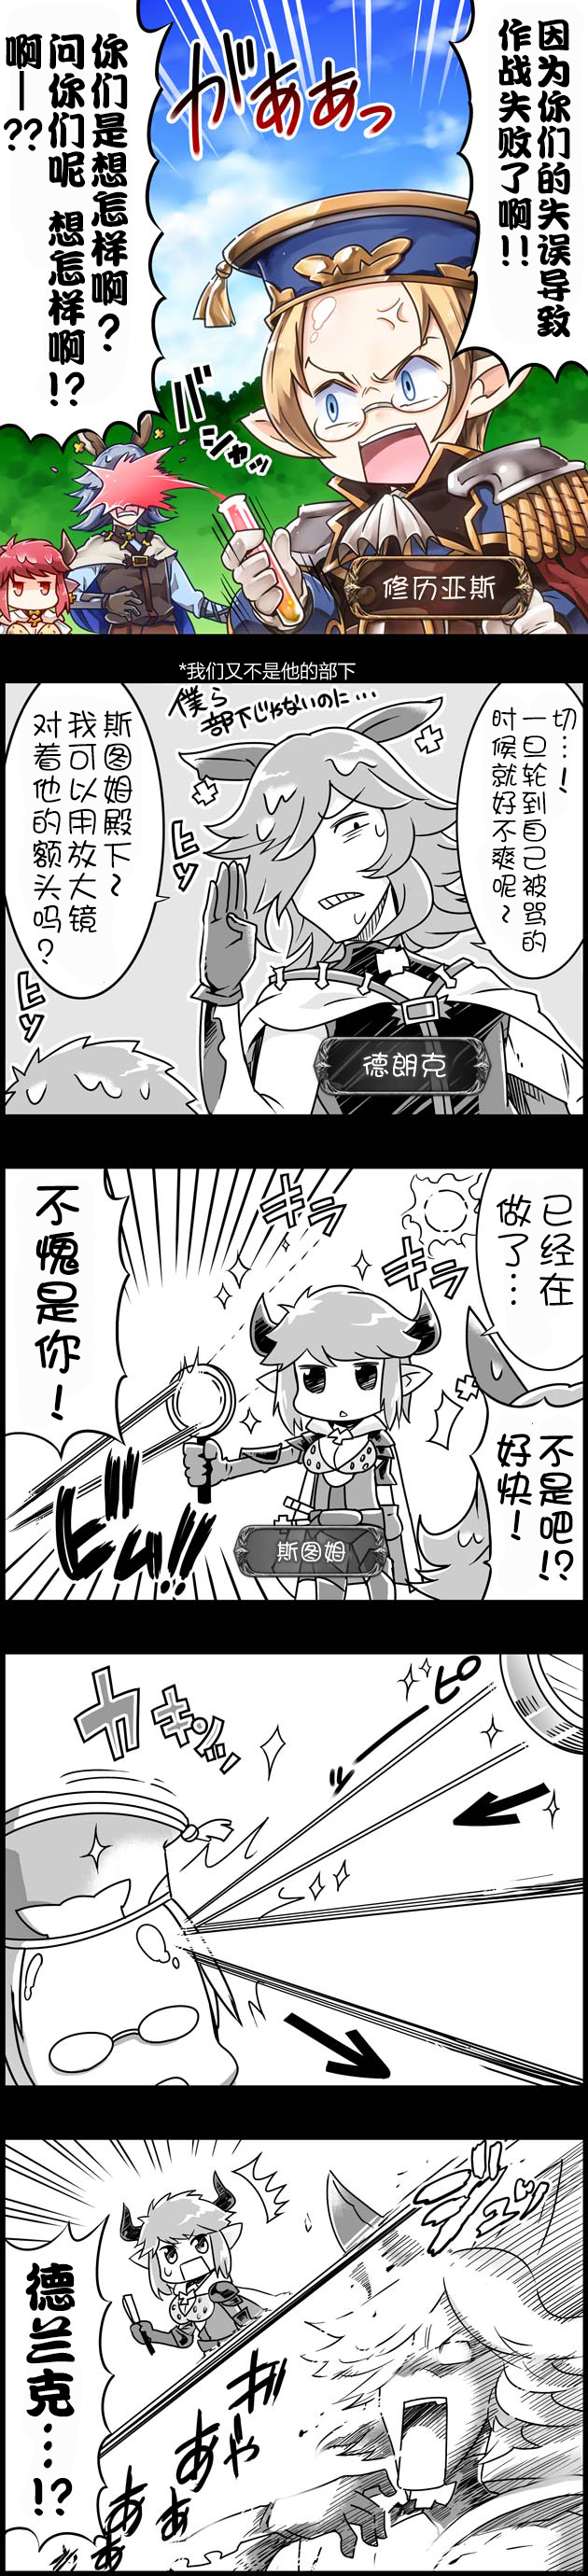 因为你们的失误导致
作战失败了啊!!
がああっ
你们是想怎样啊？
问你们呢 想怎样啊!?
啊—??
バシャッ
修历亚斯
*我们又不是他的部下
僕ら
部下じゃないのに…
切…！
一旦轮到自己被骂的
时候就好不爽呢～
斯图姆殿下～
我可以用放大镜
对着他的额头吗？
ヒソ
ヒソ
德朗克
已经在
做了…
キラ
キラ
不愧是你！
不是吧!?
好快！
ビビム!!
斯图姆
ピーッ
カキンッ
德兰克…!?
ギ
あや
ああ
ああ